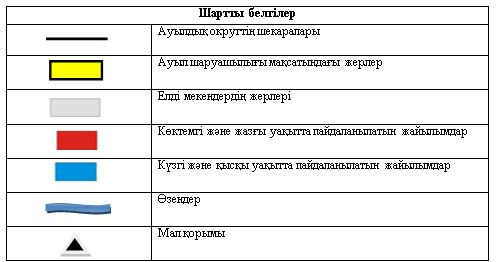 Шартты белгілер
Ауылдық округтің шекаралары
Ауыл шаруашылығы мақсатындағы жерлер
Елді мекендердің жерлері
Көктемгі және жазғы уақытта пайдаланылатын жайылымдар
Күзгі және қысқы уақытта пайдаланылатын жайылымдар
Өзендер
Мал қорымы